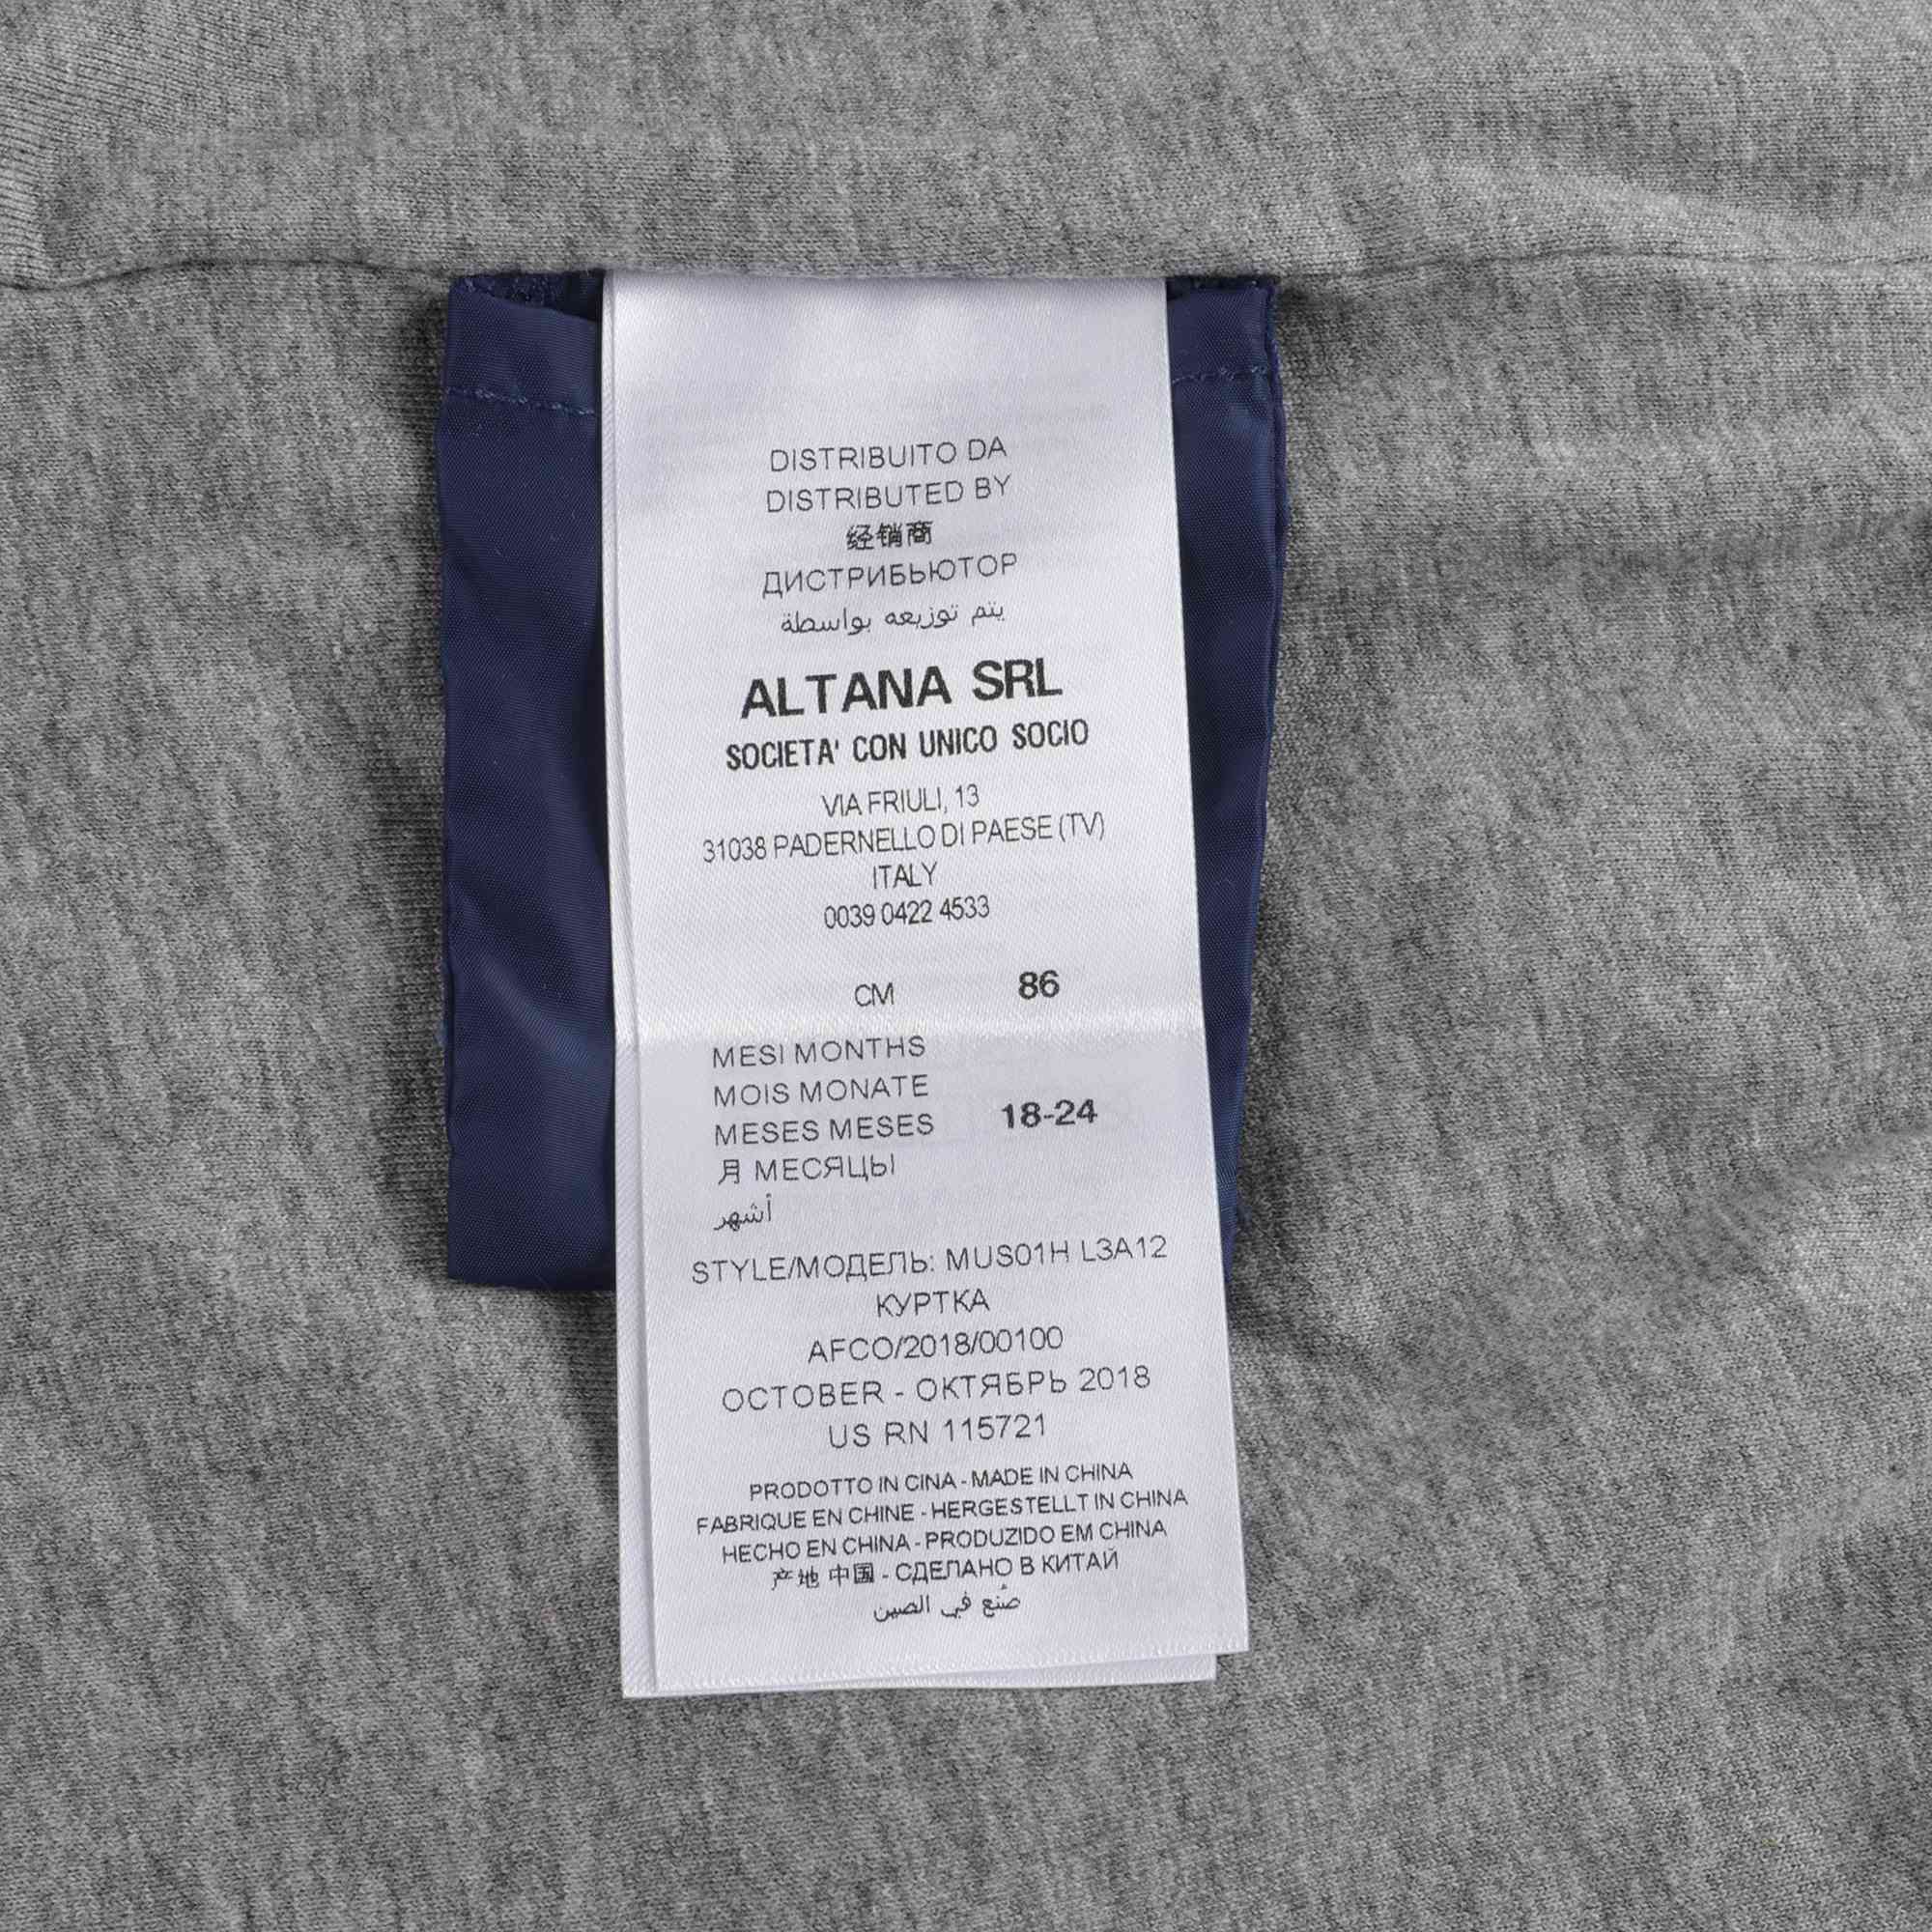 DISTRIBUITO DA
DISTRIBUTED BY
经销商
ДИСТРИБЬЮТОР
يتم توزيعه بواسطة
ALTANA SRL
SOCIETA' CON UNICO SOCIO
VIA FRIULI, 13
31038 PADERNELLO DI PAESE (TV)
ITALY
0039 0422 4533
CM 86
MESI MONTHS
MOIS MONATE
MESES MESES 18-24
月 МЕСЯЦЫ
أشهر
STYLE/МОДЕЛЬ: MUS01H L3A12
КУРТКА
AFCO/2018/00100
OCTOBER - ОКТЯБРЬ 2018
US RN 115721
PRODOTTO IN CINA - MADE IN CHINA
FABRIQUE EN CHINE - HERGESTELLT IN CHINA
HECHO EN CHINA - PRODUZIDO EM CHINA
产地 中国 - СДЕЛАНО В КИТАЙ
صُنع في الصين